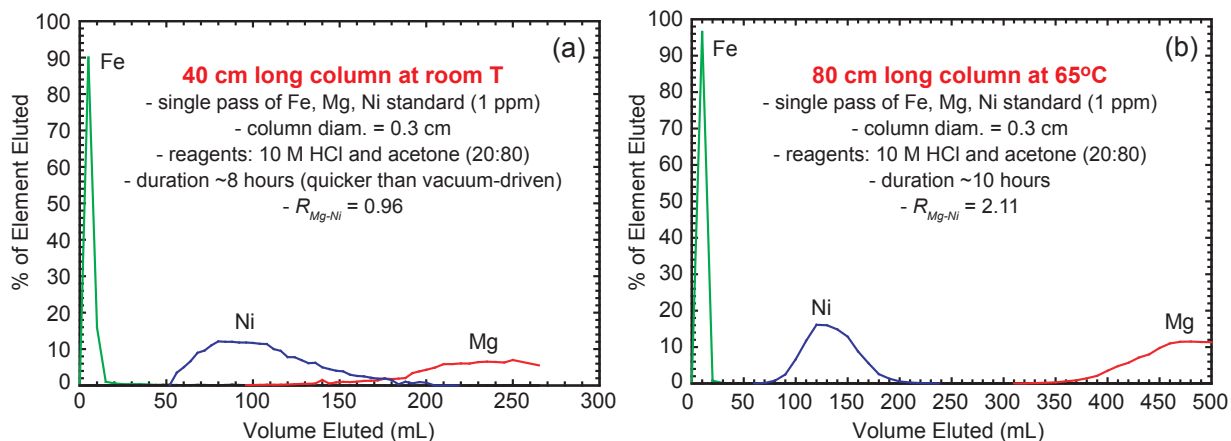 (a)
Fe
40 cm long column at room T
- single pass of Fe, Mg, Ni standard (1 ppm)
- column diam. = 0.3 cm
- reagents: 10 M HCl and acetone (20:80)
- duration ~8 hours (quicker than vacuum-driven)
- R Mg-Ni = 0.96
Ni
Mg
% of Element Eluted
100
90
80
70
60
50
40
30
20
10
0
0
50
100
150
200
250
300
Volume Eluted (mL)
(b)
Fe
80 cm long column at 65ºC
- single pass of Fe, Mg, Ni standard (1 ppm)
- column diam. = 0.3 cm
- reagents: 10 M HCl and acetone (20:80)
- duration ~10 hours
- R Mg-Ni = 2.11
Ni
Mg
% of Element Eluted
100
90
80
70
60
50
40
30
20
10
0
0
50
100
150
200
250
300
350
400
450
500
Volume Eluted (mL)